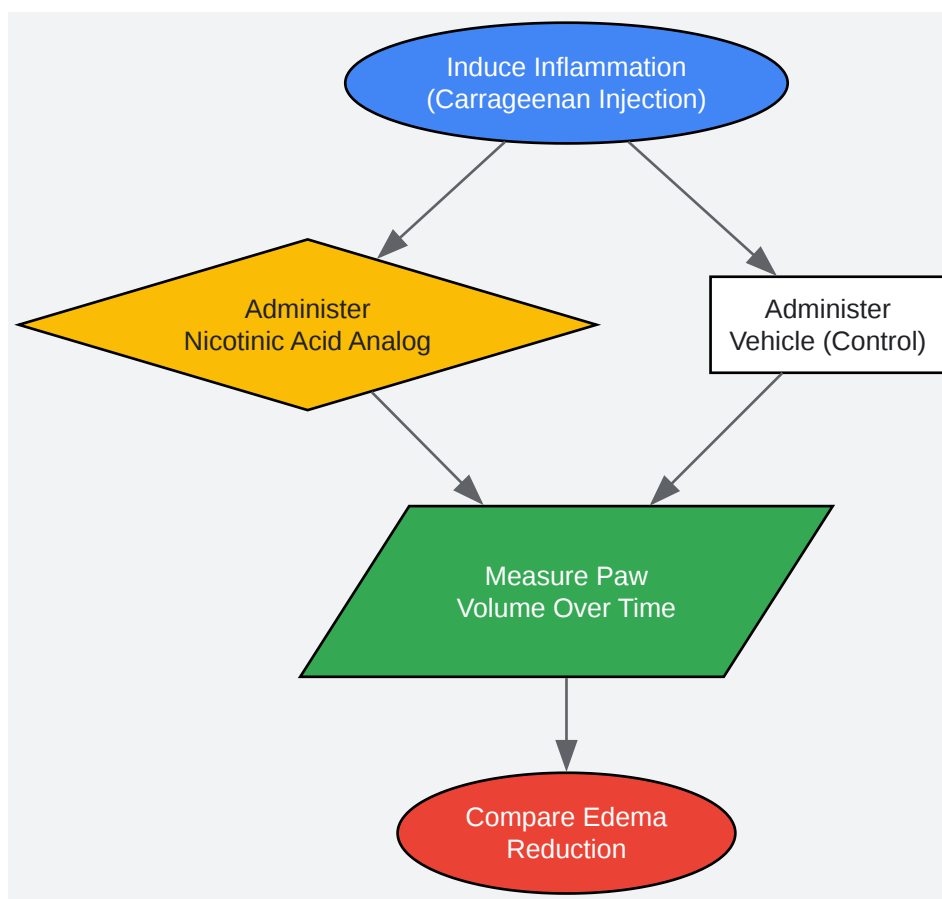 Induce Inflammation
(Carrageenan Injection)
Administer
Nicotinic Acid Analog
Administer
Vehicle (Control)
Measure Paw
Volume Over Time
Compare Edema
Reduction